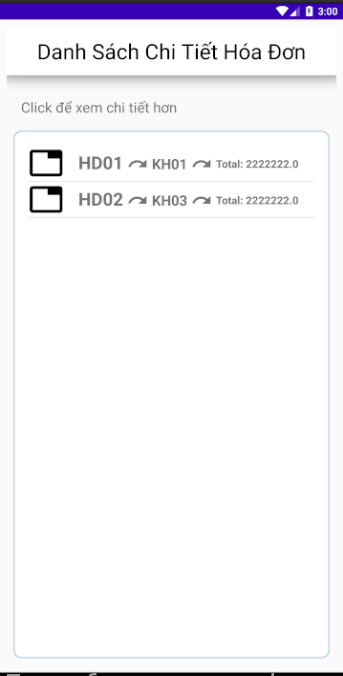 3:00
Danh Sách Chi Tiết Hóa Đơn
Click để xem chi tiết hơn
HD01 KH01 Total: 2222222.0
HD02 KH03 Total: 2222222.0